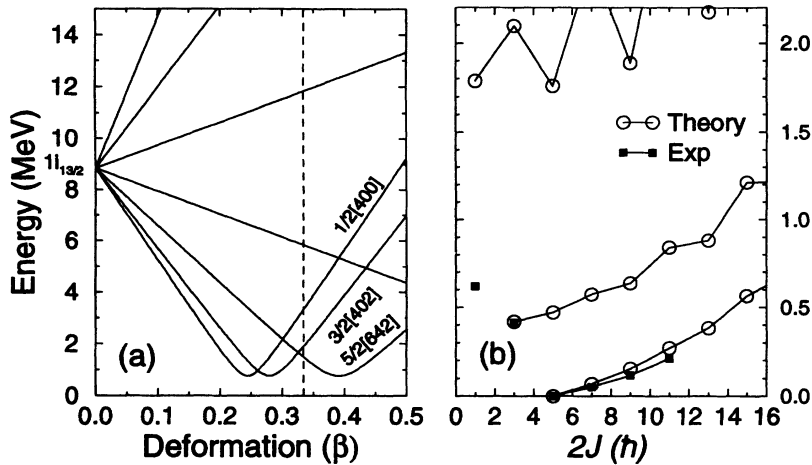 14
12
10
1i13/2
8
6
4
2
0
Energy (MeV)
1/2[400]
3/2[402]
5/2[642]
(a)
0.0 0.1 0.2 0.3 0.4 0.5
Deformation (β)
Theory
Exp
(b)
2.0
1.5
1.0
0.5
0.0
0 2 4 6 8 10 12 14 16
2J (ħ)